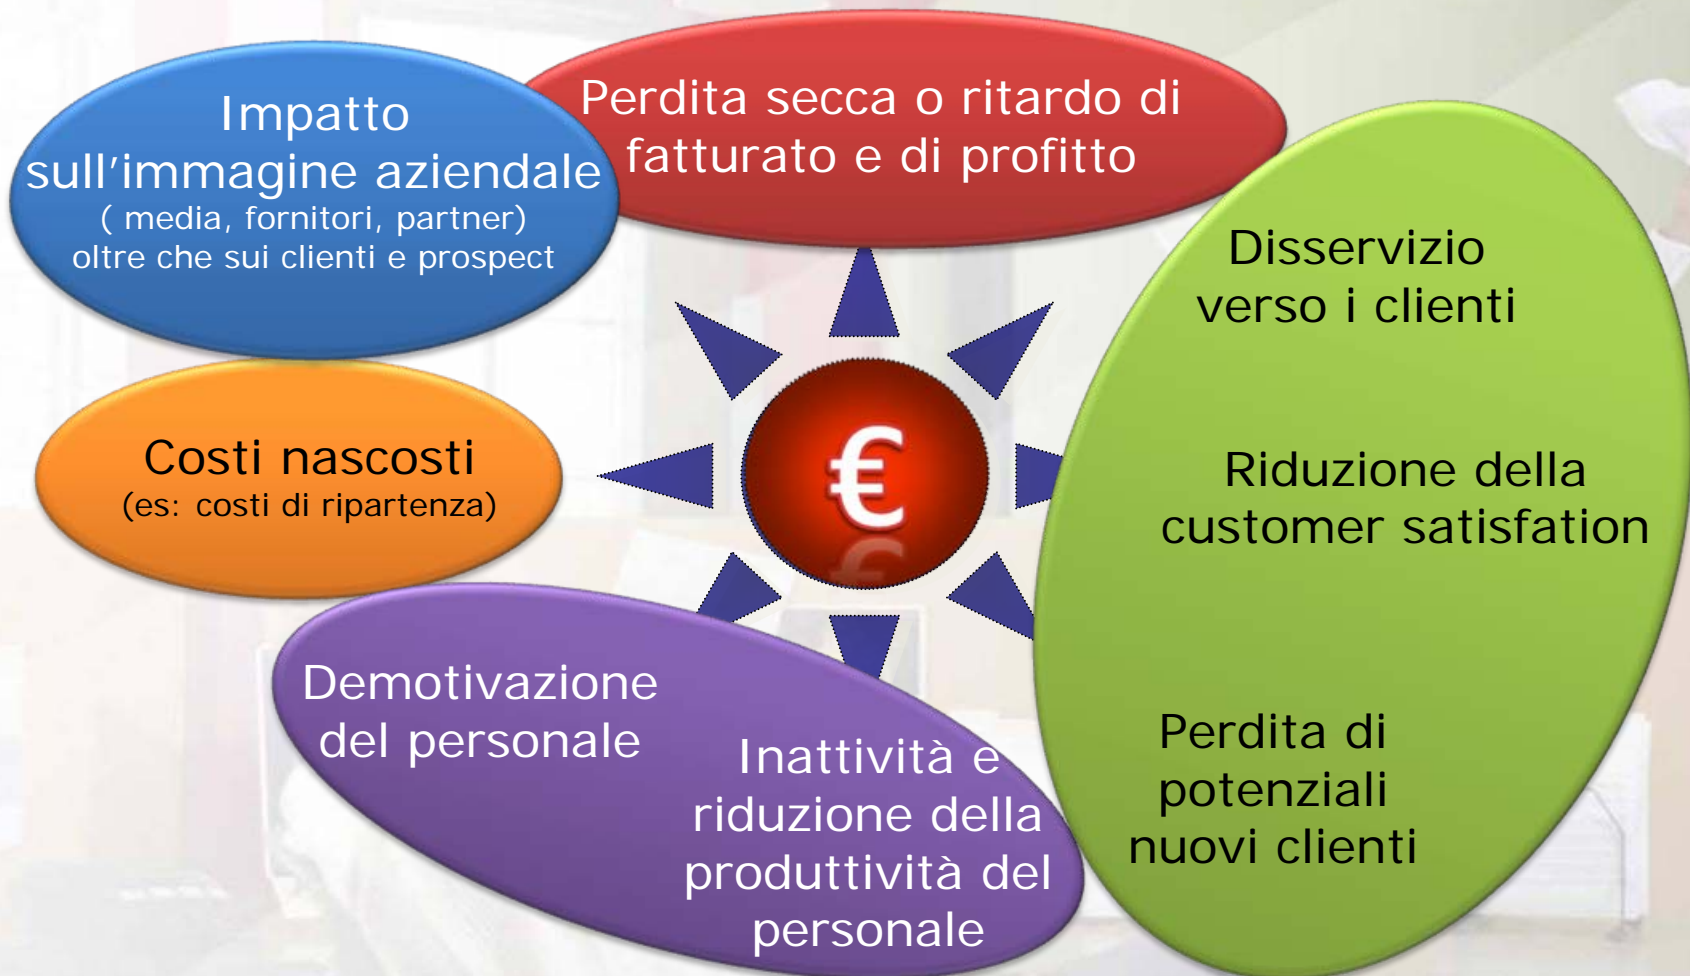 Impatto
sull'immagine aziendale
( media, fornitori, partner)
oltre che sui clienti e prospect
Perdita secca o ritardo di
fatturato e di profitto
Disservizio
verso i clienti
Riduzione della
customer satisfation
Perdita di
potenziali
nuovi clienti
Costi nascosti
(es: costi di ripartenza)
€
Demotivazione
del personale
Inattività e
riduzione della
produttività del
personale